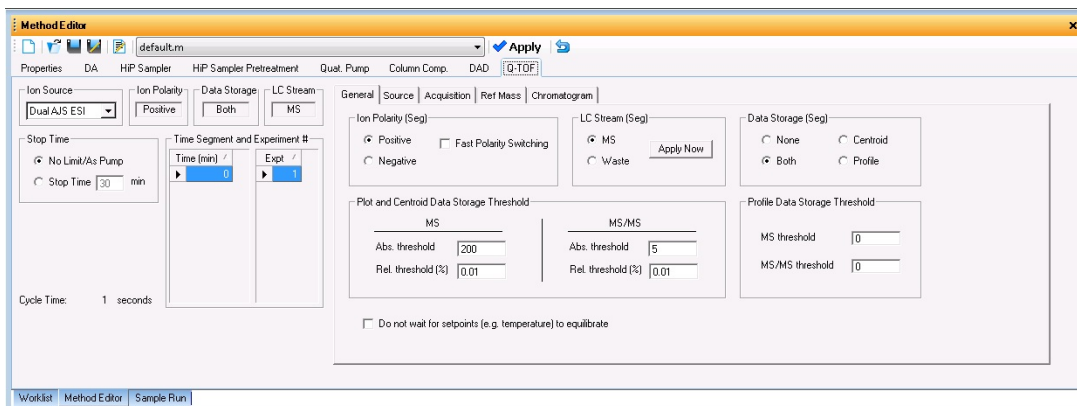 Method Editor
default.m
Apply
Properties DA HiP Sampler HiP Sampler Pretreatment Quat. Pump Column Comp. DAD Q-TOF
Ion Source
Dual AJS ESI
Ion Polarity
Positive
Data Storage
Both
LC Stream
MS
Stop Time
No Limit/As Pump
Stop Time 30 min
Time Segment and Experiment #
Time (min) Expt
0 1
Cycle Time: 1 seconds
General Source Acquisition Ref Mass Chromatogram
Ion Polarity (Seg)
Positive
Fast Polarity Switching
Negative
LC Stream (Seg)
MS
Waste
Apply Now
Data Storage (Seg)
None Centroid
Both Profile
Plot and Centroid Data Storage Threshold
MS
Abs. threshold 200
Rel. threshold (%) 0.01
MS/MS
Abs. threshold 5
Rel. threshold (%) 0.01
Profile Data Storage Threshold
MS threshold 0
MS/MS threshold 0
Do not wait for setpoints (e.g. temperature) to equilibrate
Worklist Method Editor Sample Run